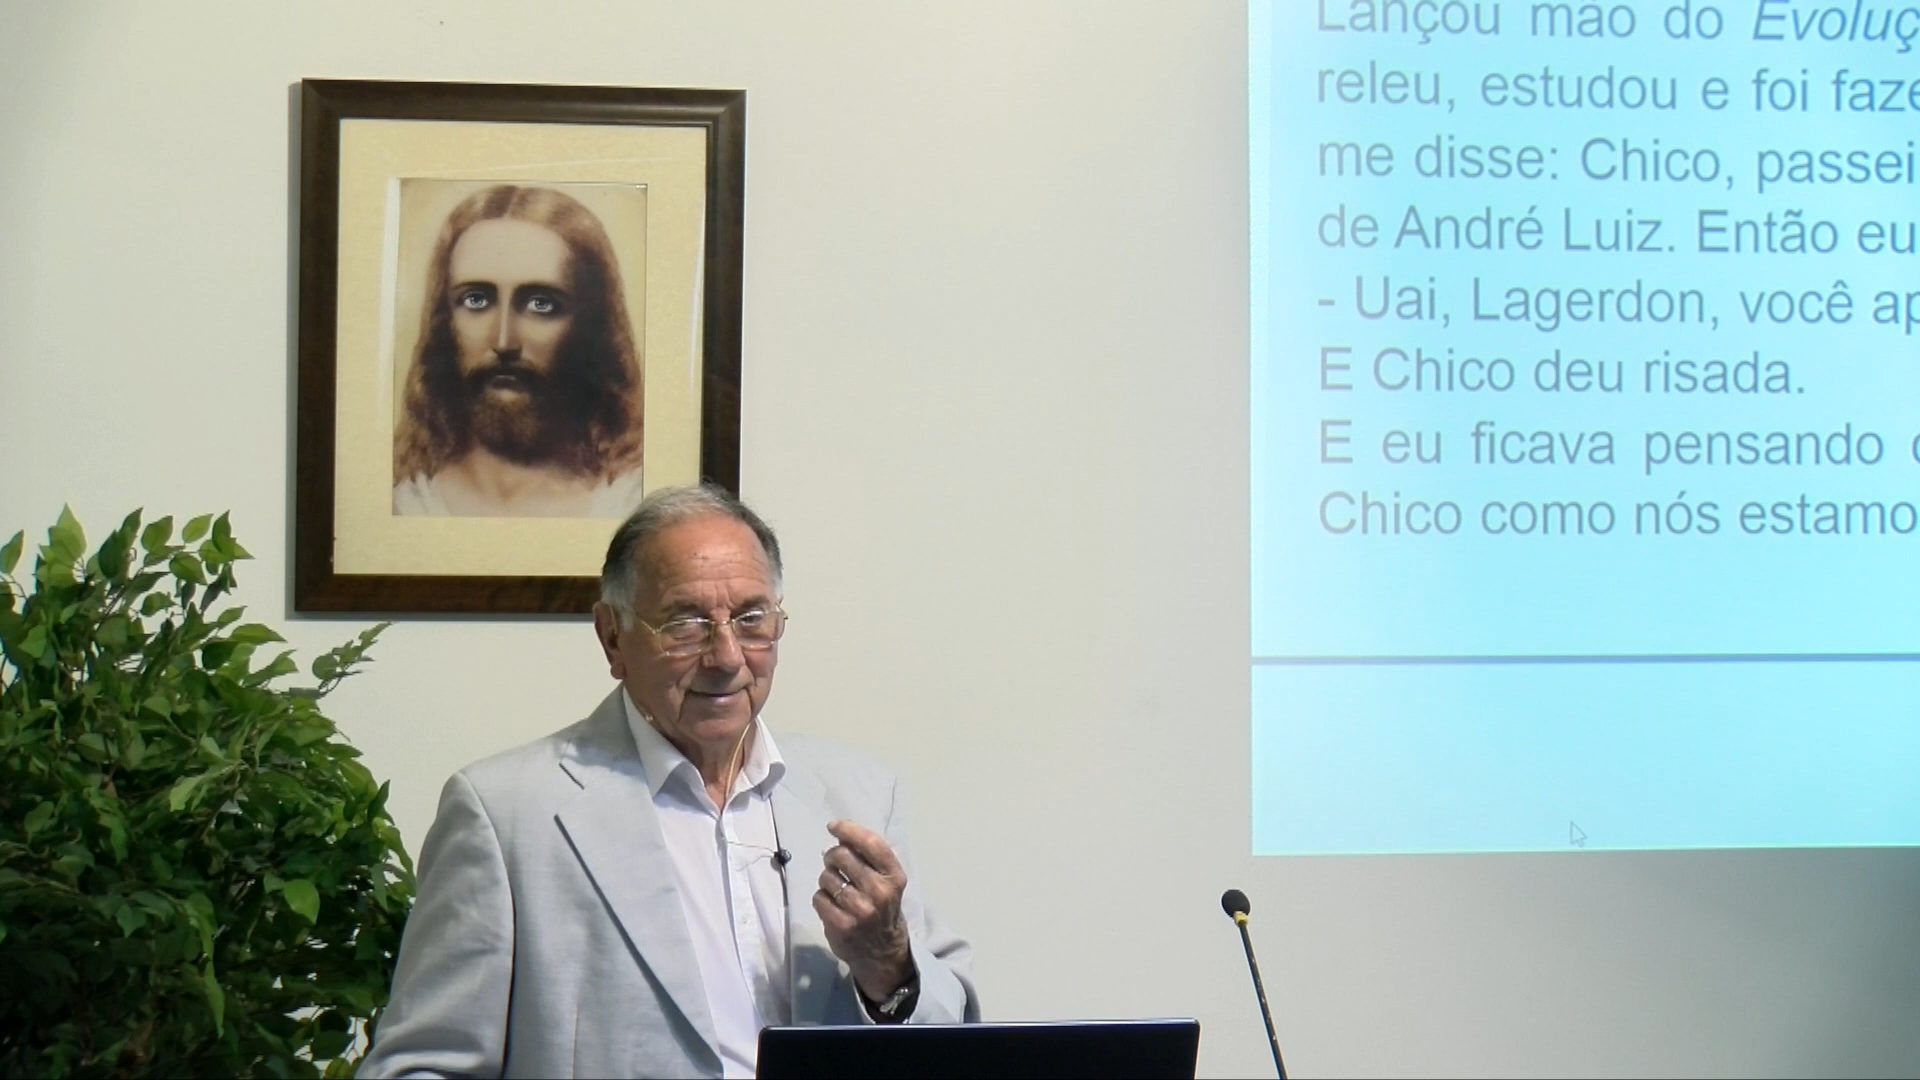 Lançou mão do Evoluç
releu, estudou e foi faze
me disse: Chico, passei
de André Luiz. Então eu
- Uai, Lagerdon, você ap
E Chico deu risada.
E eu ficava pensando
Chico como nós estamo